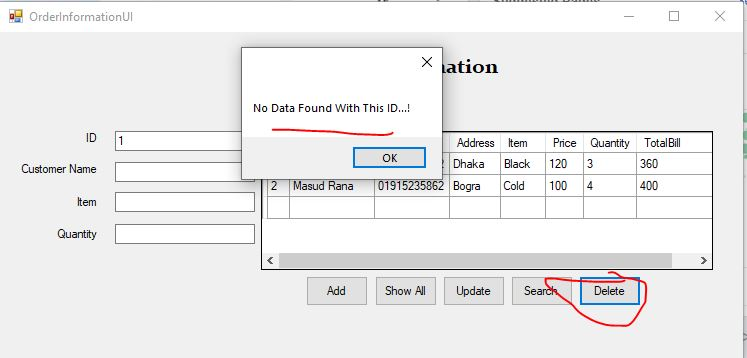 OrderInformationUI
No Data Found With This ID...!
OK
ID 1
Customer Name
Item
Quantity
Address Item Price Quantity TotalBill
Dhaka Black 120 3 360
2 Masud Rana 01915235862 Bogra Cold 100 4 400
Add Show All Update Search Delete